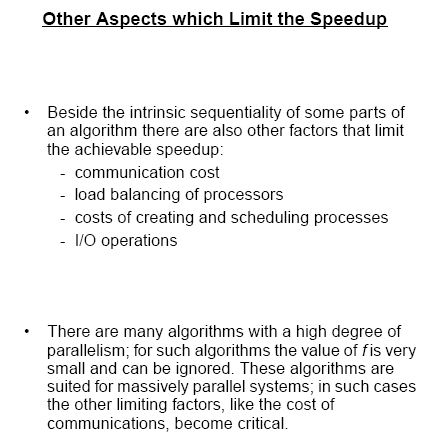 Other Aspects which Limit the Speedup
• Beside the intrinsic sequentiality of some parts of
an algorithm there are also other factors that limit
the achievable speedup:
- communication cost
- load balancing of processors
- costs of creating and scheduling processes
- I/O operations
• There are many algorithms with a high degree of
parallelism; for such algorithms the value of f is very
small and can be ignored. These algorithms are
suited for massively parallel systems; in such cases
the other limiting factors, like the cost of
communications, become critical.